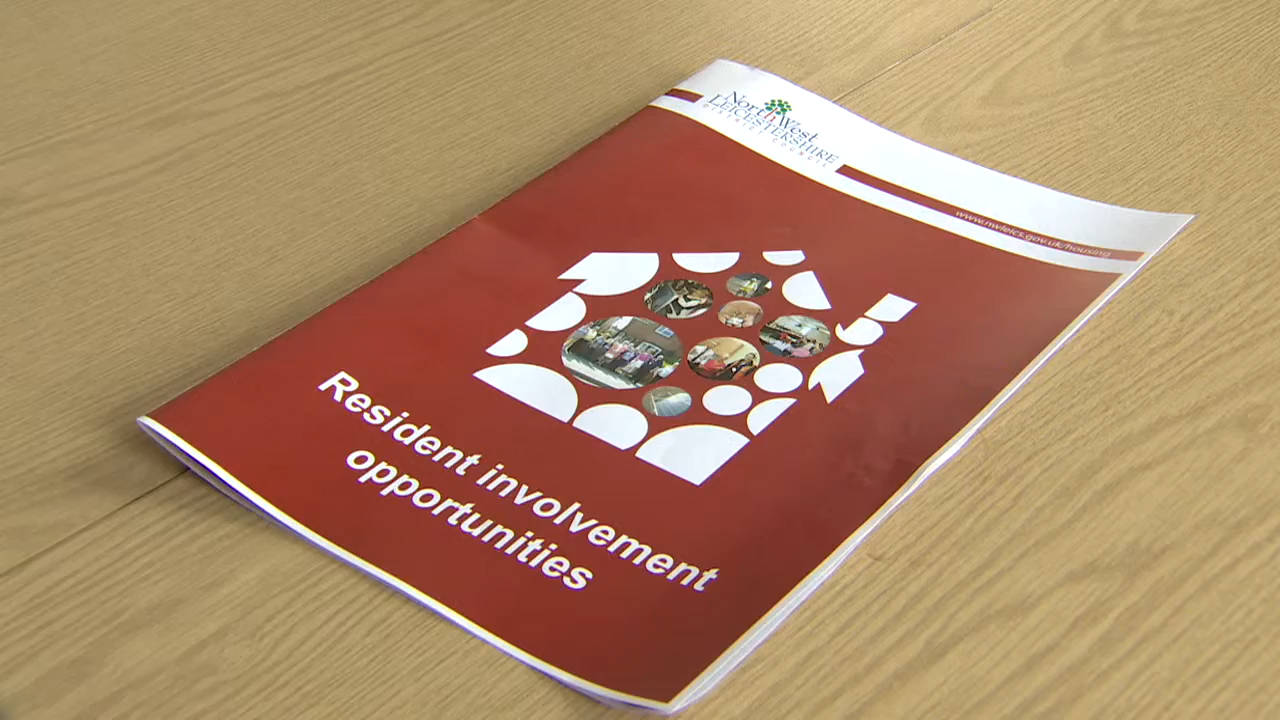 North West
LEICESTERSHIRE
DISTRICT COUNCIL
www.nwleics.gov.uk/housing
Resident involvement
opportunities